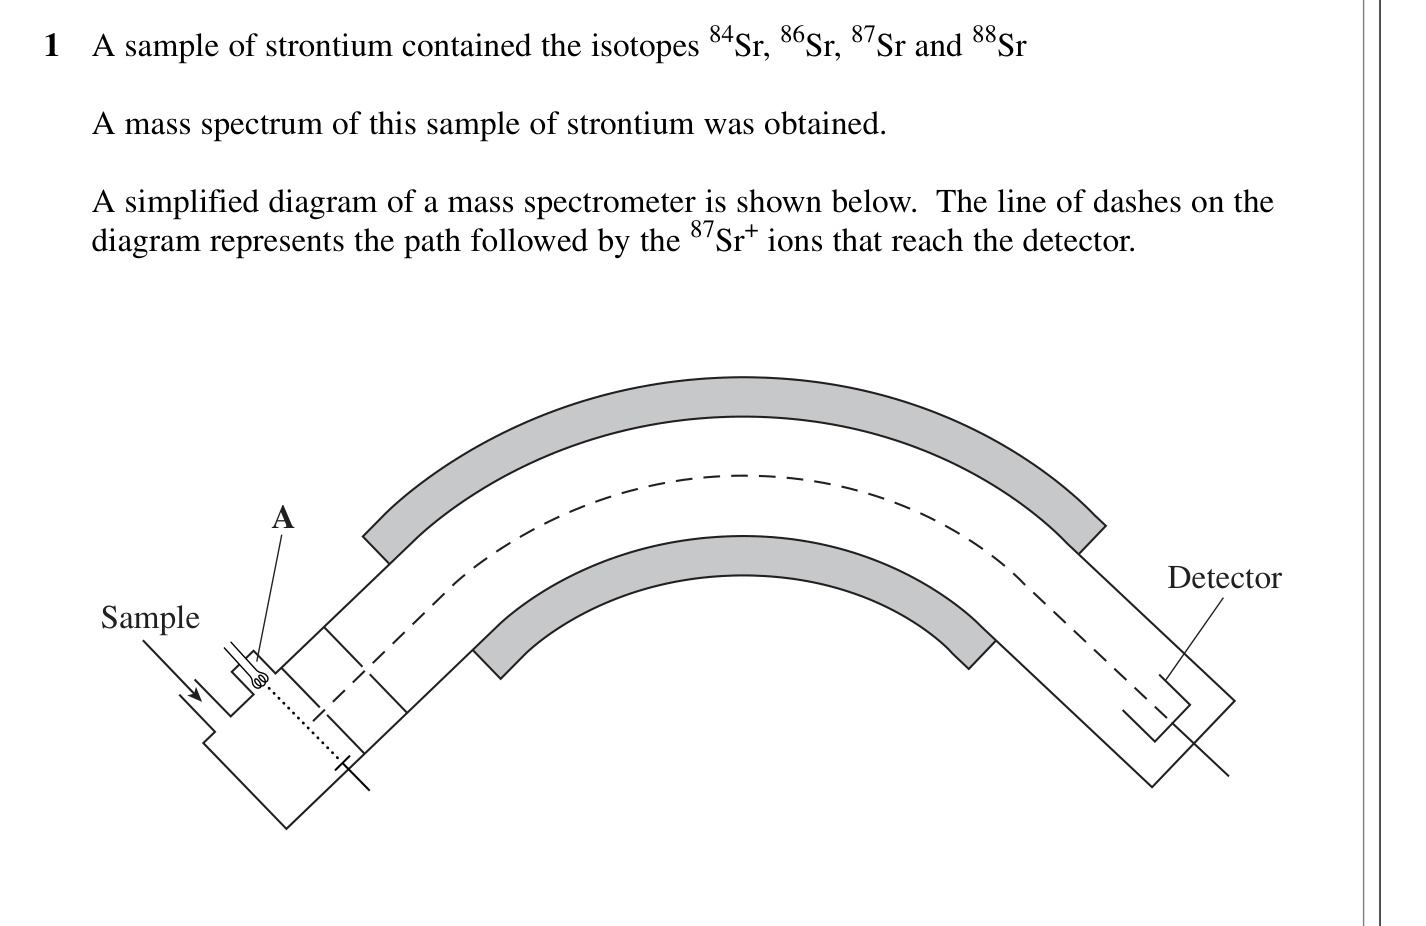 1 A sample of strontium contained the isotopes ⁸⁴Sr, ⁸⁶Sr, ⁸⁷Sr and ⁸⁸Sr
A mass spectrum of this sample of strontium was obtained.
A simplified diagram of a mass spectrometer is shown below. The line of dashes on the
diagram represents the path followed by the ⁸⁷Sr⁺ ions that reach the detector.
A
Detector
Sample